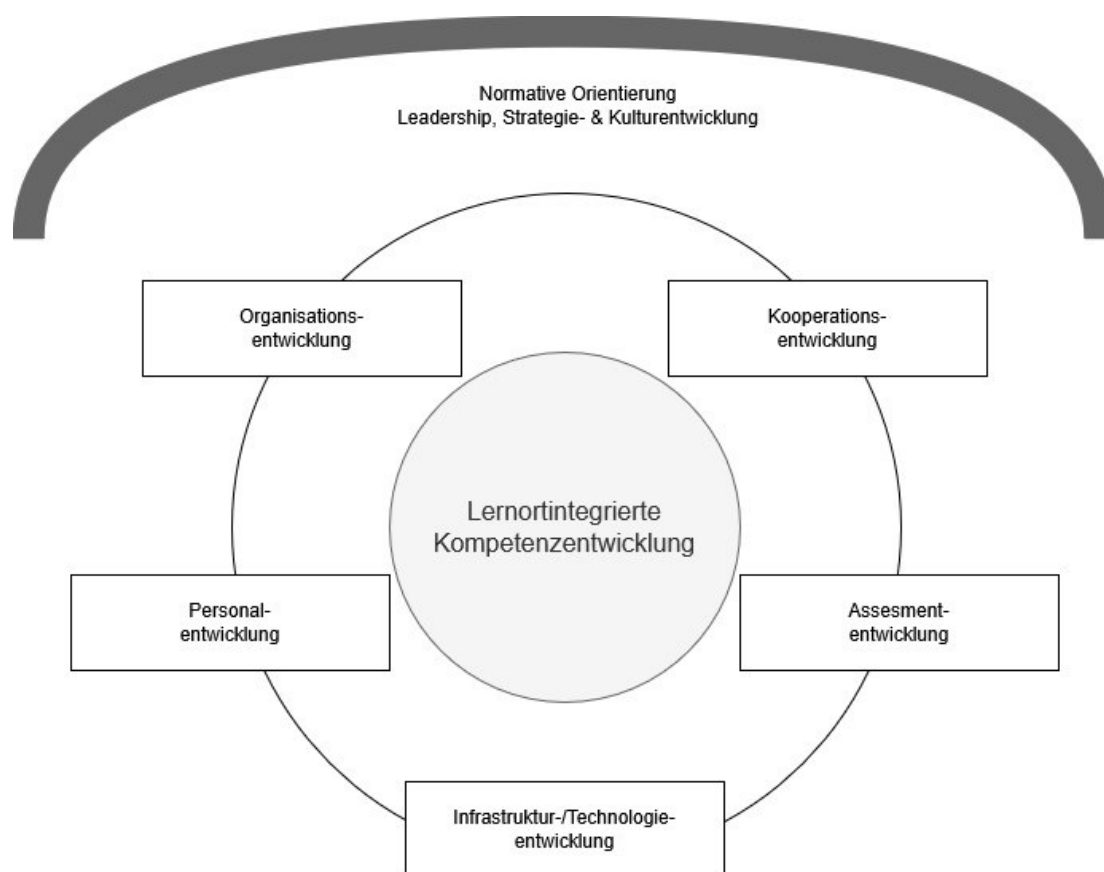 Normative Orientierung
Leadership, Strategie- & Kulturentwicklung
Organisations-
entwicklung
Kooperations-
entwicklung
Lernortintegrierte
Kompetenzentwicklung
Personal-
entwicklung
Assesment-
entwicklung
Infrastruktur-/Technologie-
entwicklung